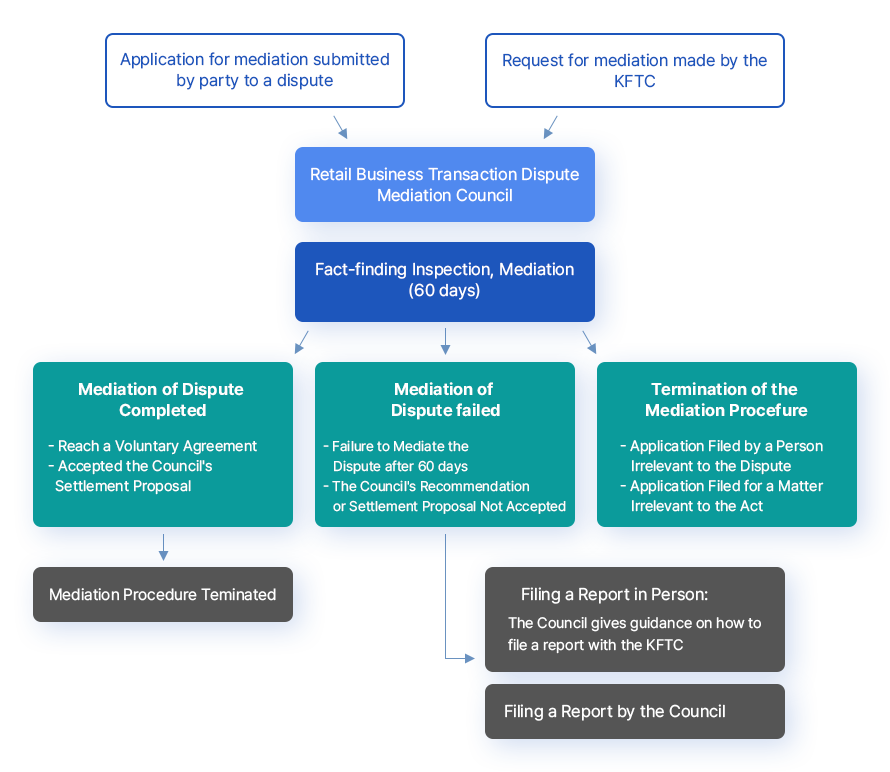 Application for mediation submitted
by party to a dispute
Request for mediation made by the
KFTC
Retail Business Transaction Dispute
Mediation Council
Fact-finding Inspection, Mediation
(60 days)
Mediation of Dispute
Completed
- Reach a Voluntary Agreement
- Accepted the Council's
Settlement Proposal
Mediation of
Dispute failed
- Failure to Mediate the
Dispute after 60 days
- The Council's Recommendation
or Settlement Proposal Not Accepted
Termination of the
Mediation Procefure
- Application Filed by a Person
Irrelevant to the Dispute
- Application Filed for a Matter
Irrelevant to the Act
Mediation Procedure Teminated
Filing a Report in Person:
The Council gives guidance on how to
file a report with the KFTC
Filing a Report by the Council